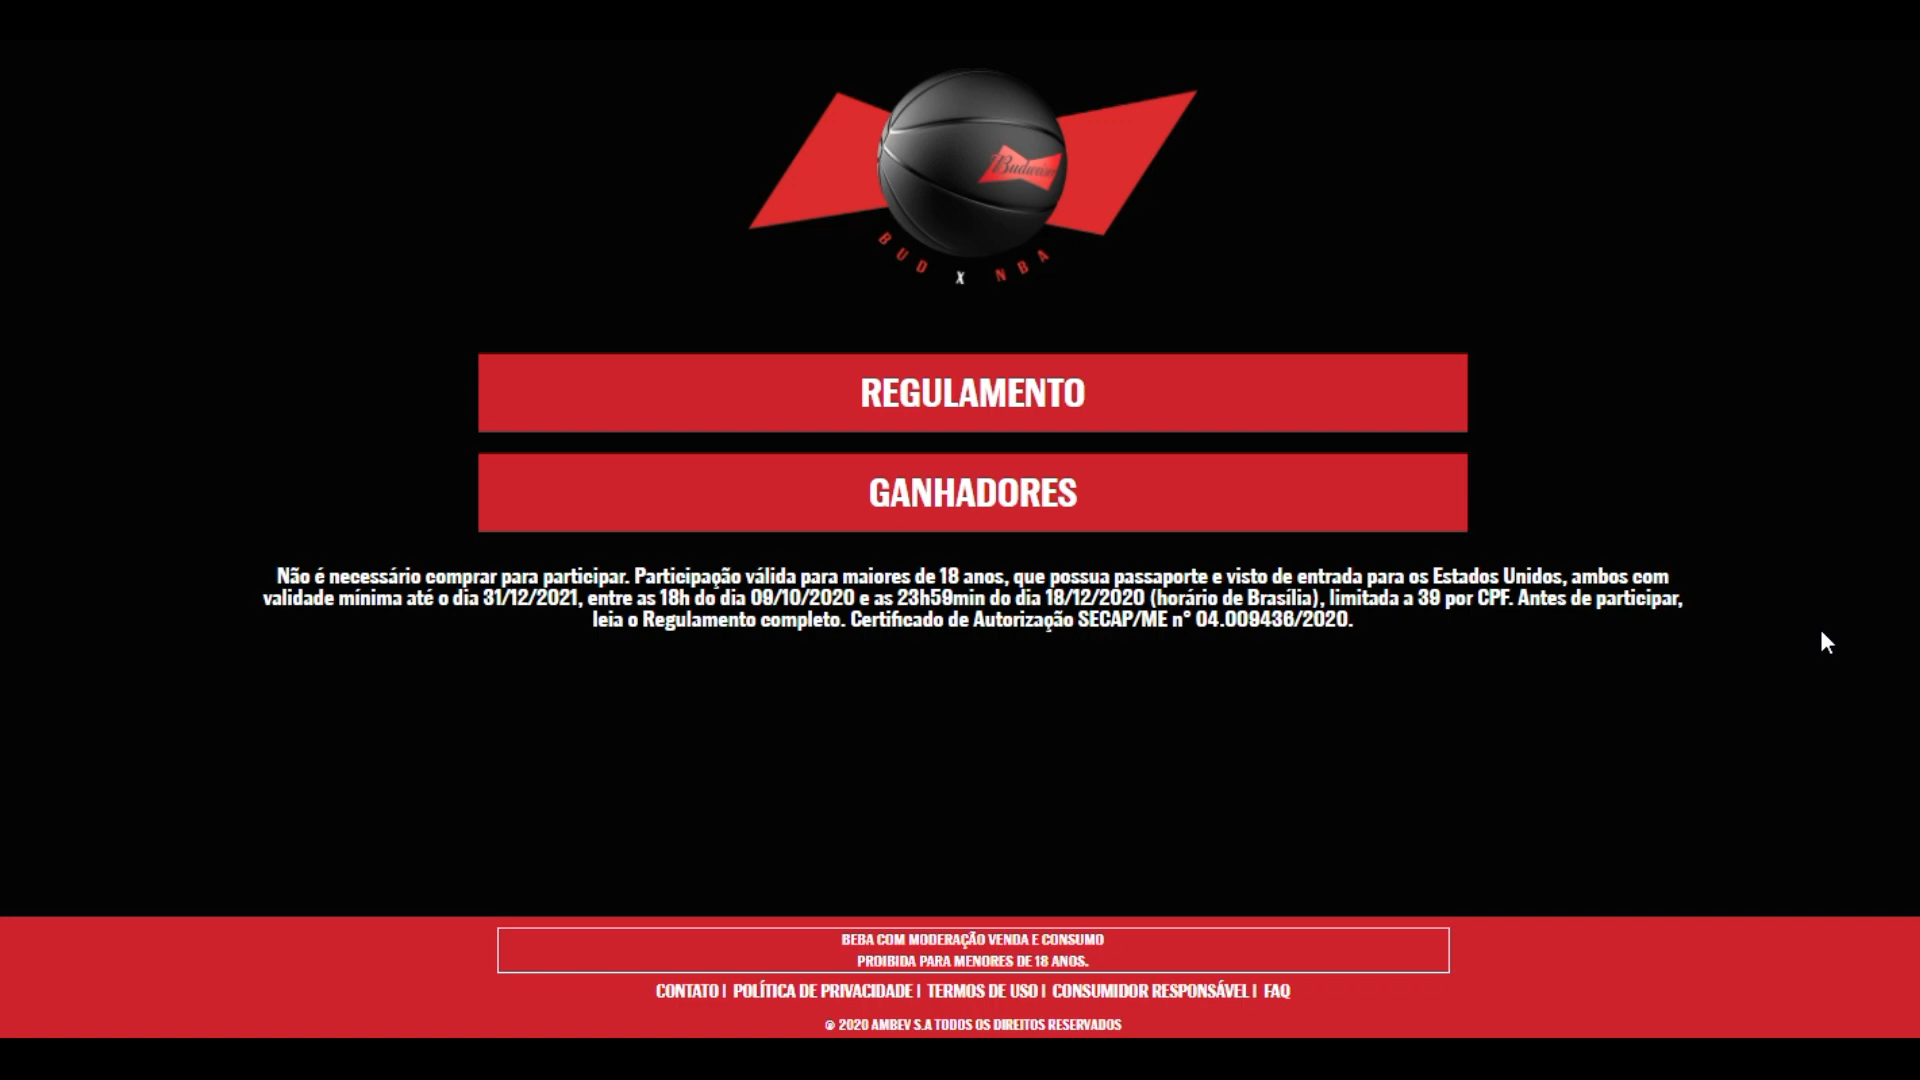 Budweiser
BUD X NBA
REGULAMENTO
GANHADORES
Não é necessário comprar para participar. Participação válida para maiores de 18 anos, que possua passaporte e visto de entrada para os Estados Unidos, ambos com
validade mínima até o dia 31/12/2021, entre as 18h do dia 09/10/2020 e as 23h59min do dia 18/12/2020 (horário de Brasília), limitada a 39 por CPF. Antes de participar,
leia o Regulamento completo. Certificado de Autorização SECAP/ME n° 04.009436/2020.
BEBA COM MODERAÇÃO VENDA E CONSUMO
PROIBIDA PARA MENORES DE 18 ANOS.
CONTATO | POLÍTICA DE PRIVACIDADE | TERMOS DE USO | CONSUMIDOR RESPONSÁVEL | FAQ
© 2020 AMBEV S.A TODOS OS DIREITOS RESERVADOS